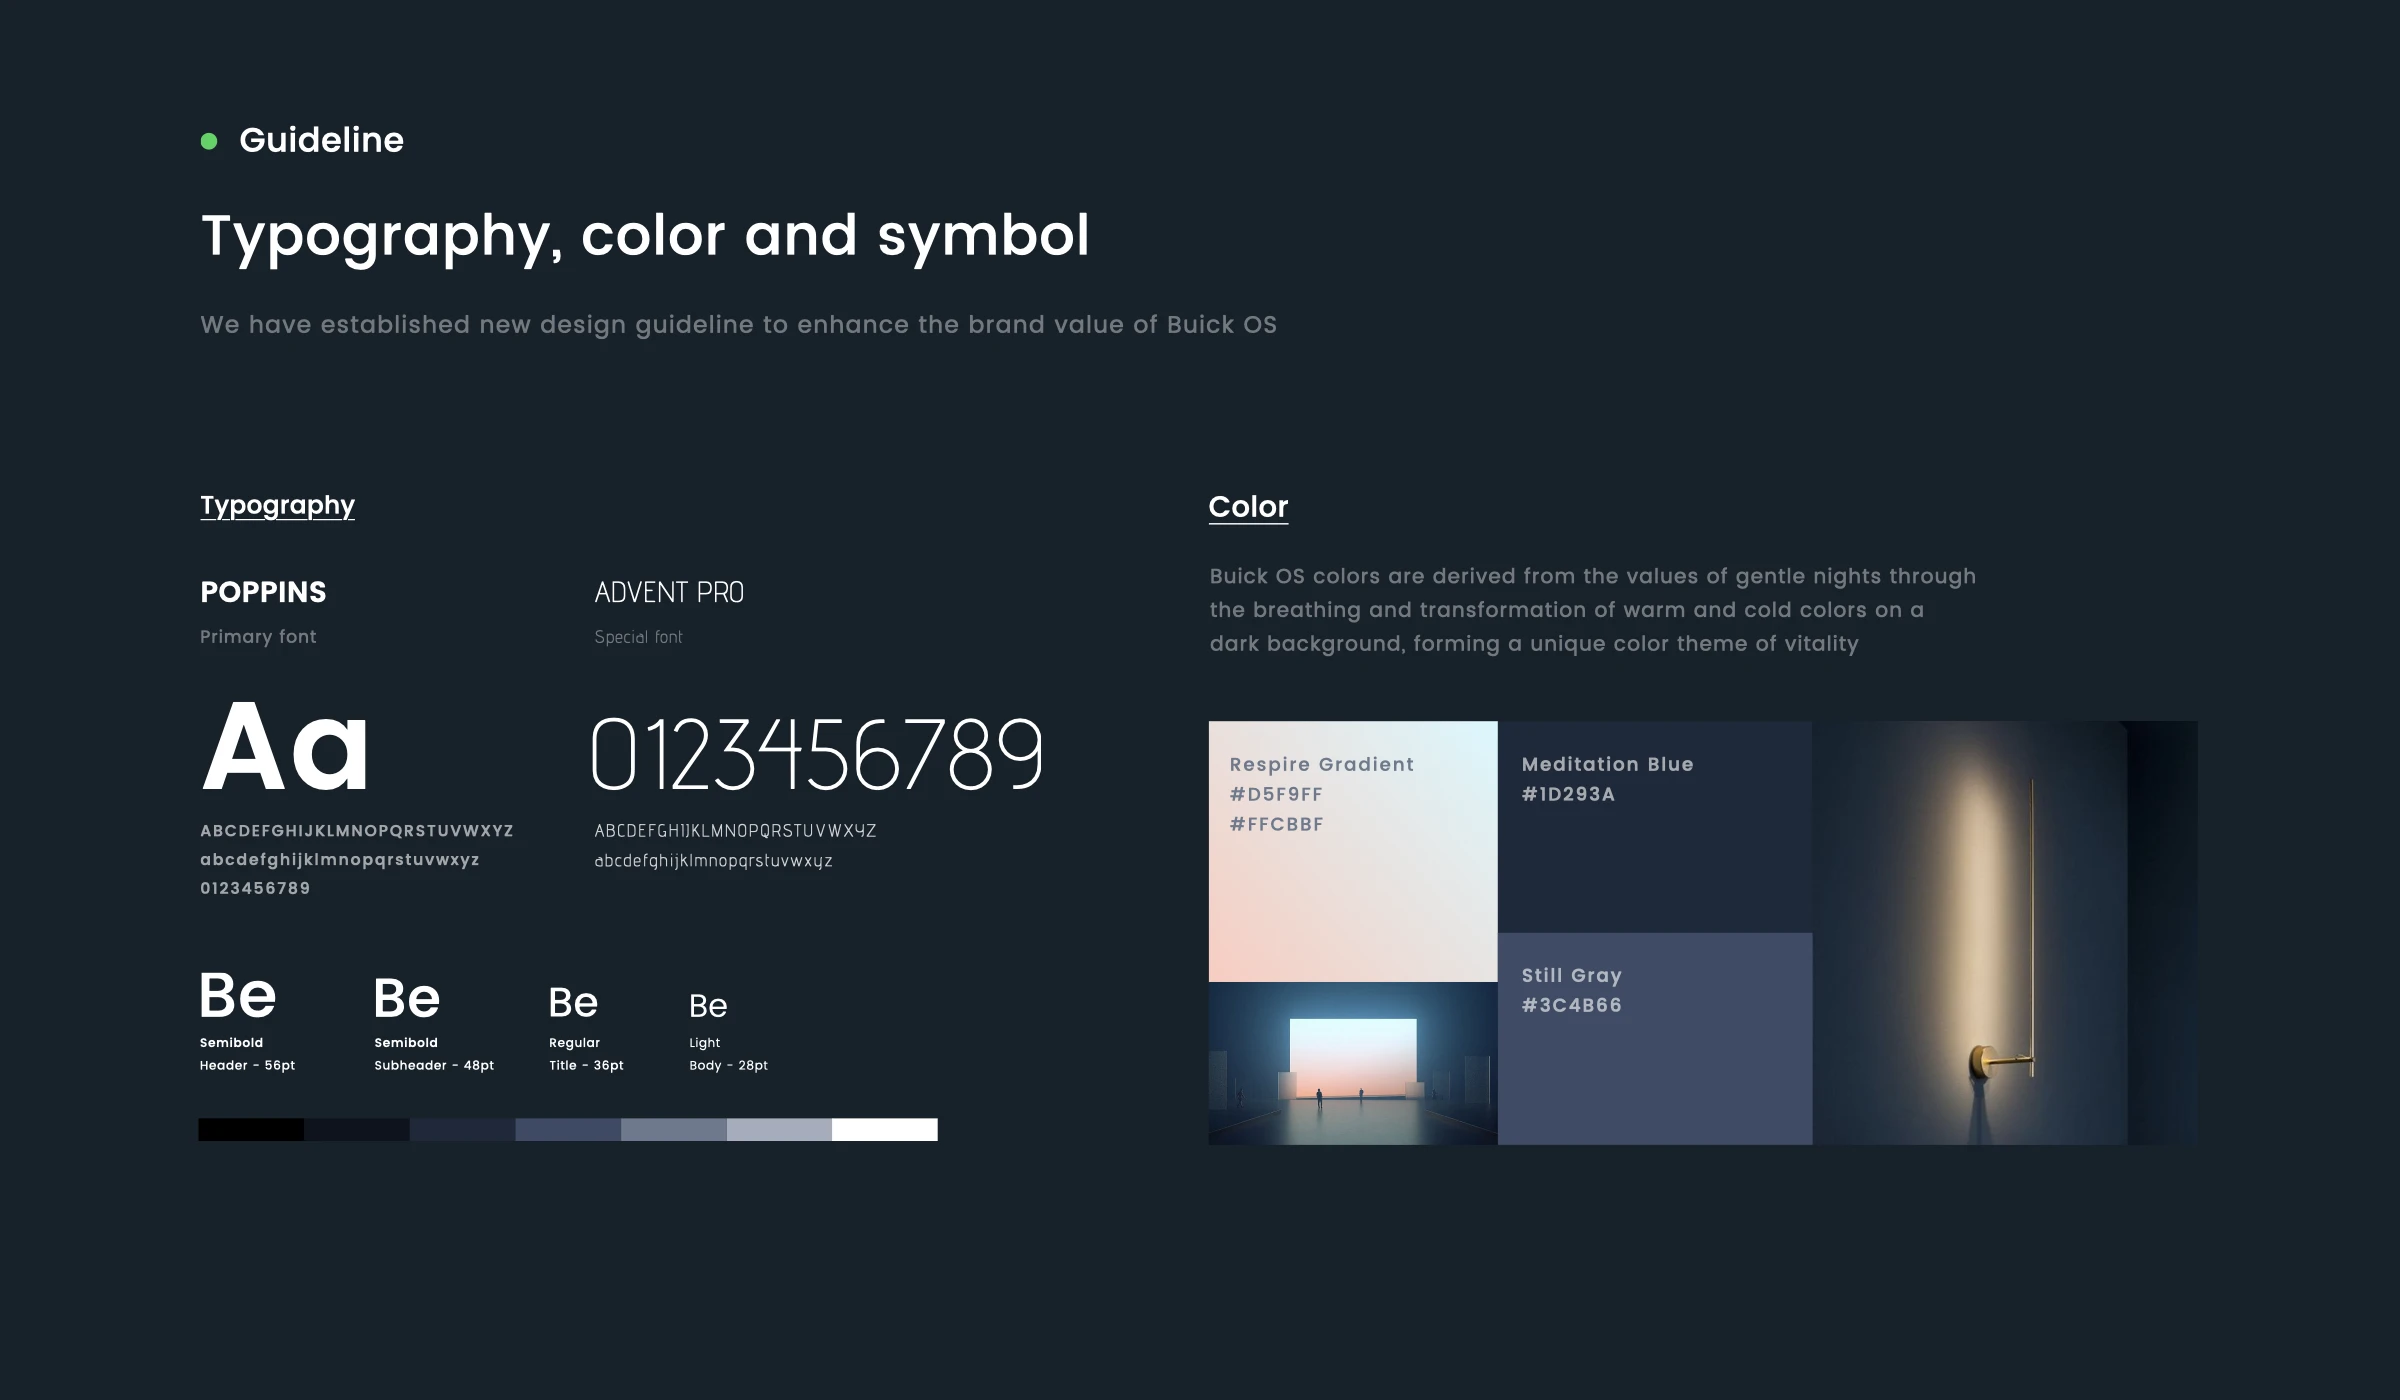 Guideline
Typography, color and symbol
We have established new design guideline to enhance the brand value of Buick OS
Typography
POPPINS
Primary font
Aa
ABCDEFGHIJKLMNOPQRSTUVWXYZ
abcdefghijklmnopqrstuvwxyz
0123456789
ADVENT PRO
Special font
0123456789
ABCDEFGHIJKLMNOPQRSTUVWXYZ
abcdefghijklmnopqrstuvwxyz
Be
Semibold
Header - 56pt
Be
Semibold
Subheader - 48pt
Be
Regular
Title - 36pt
Be
Light
Body - 28pt
Color
Buick OS colors are derived from the values of gentle nights through
the breathing and transformation of warm and cold colors on a
dark background, forming a unique color theme of vitality
Respire Gradient
#D5F9FF
#FFCBBF
Meditation Blue
#1D293A
Still Gray
#3C4B66